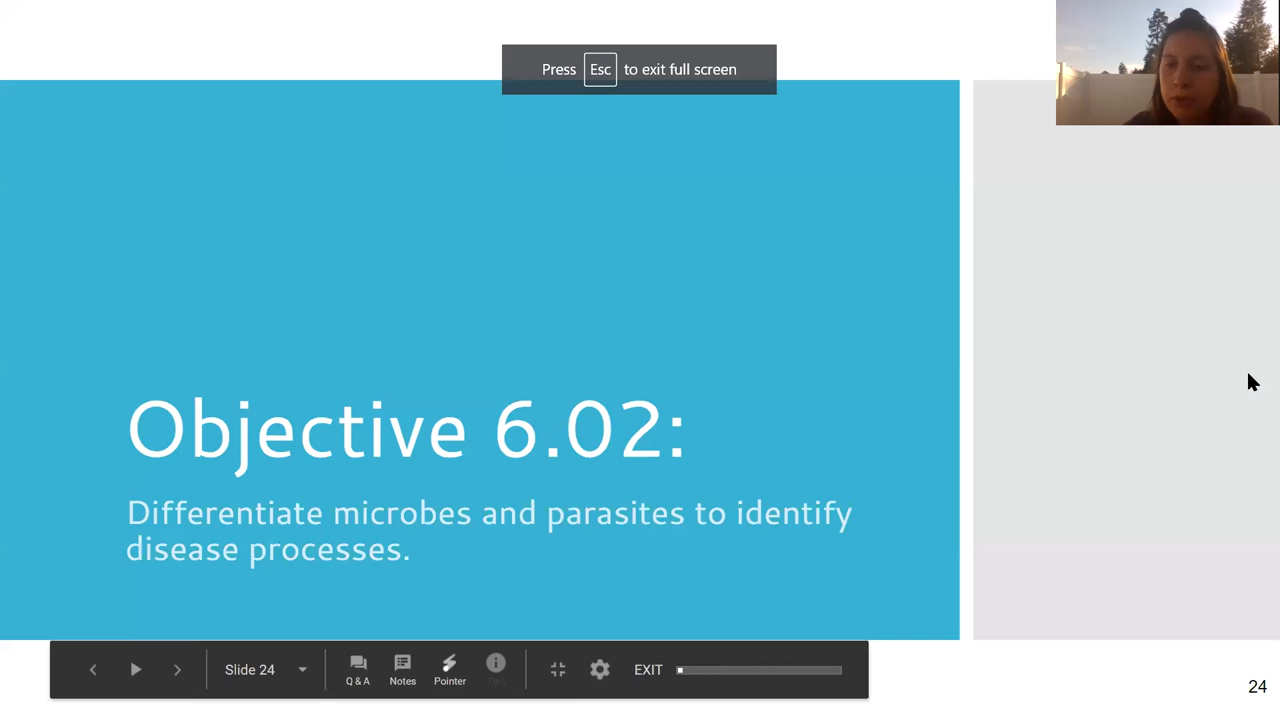 Press Esc to exit full screen
Objective 6.02:
Differentiate microbes and parasites to identify
disease processes.
Slide 24
Q & A
Notes
Pointer
EXIT
24